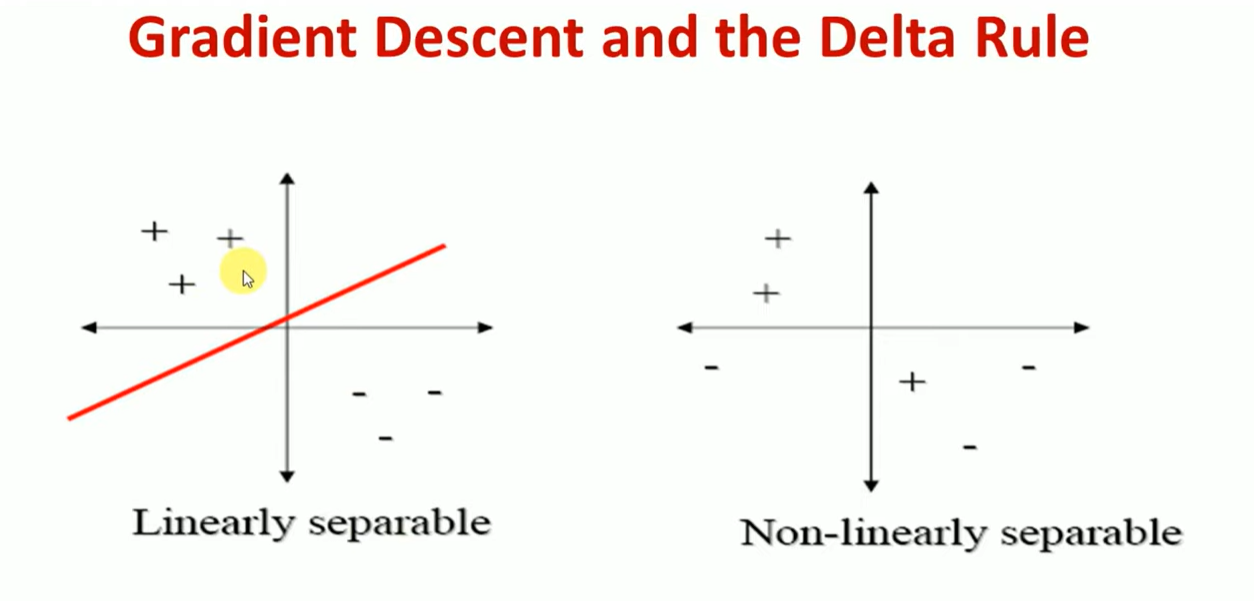 Gradient Descent and the Delta Rule
+ +
+
- -
-
Linearly separable
+
+
- + -
-
Non-linearly separable